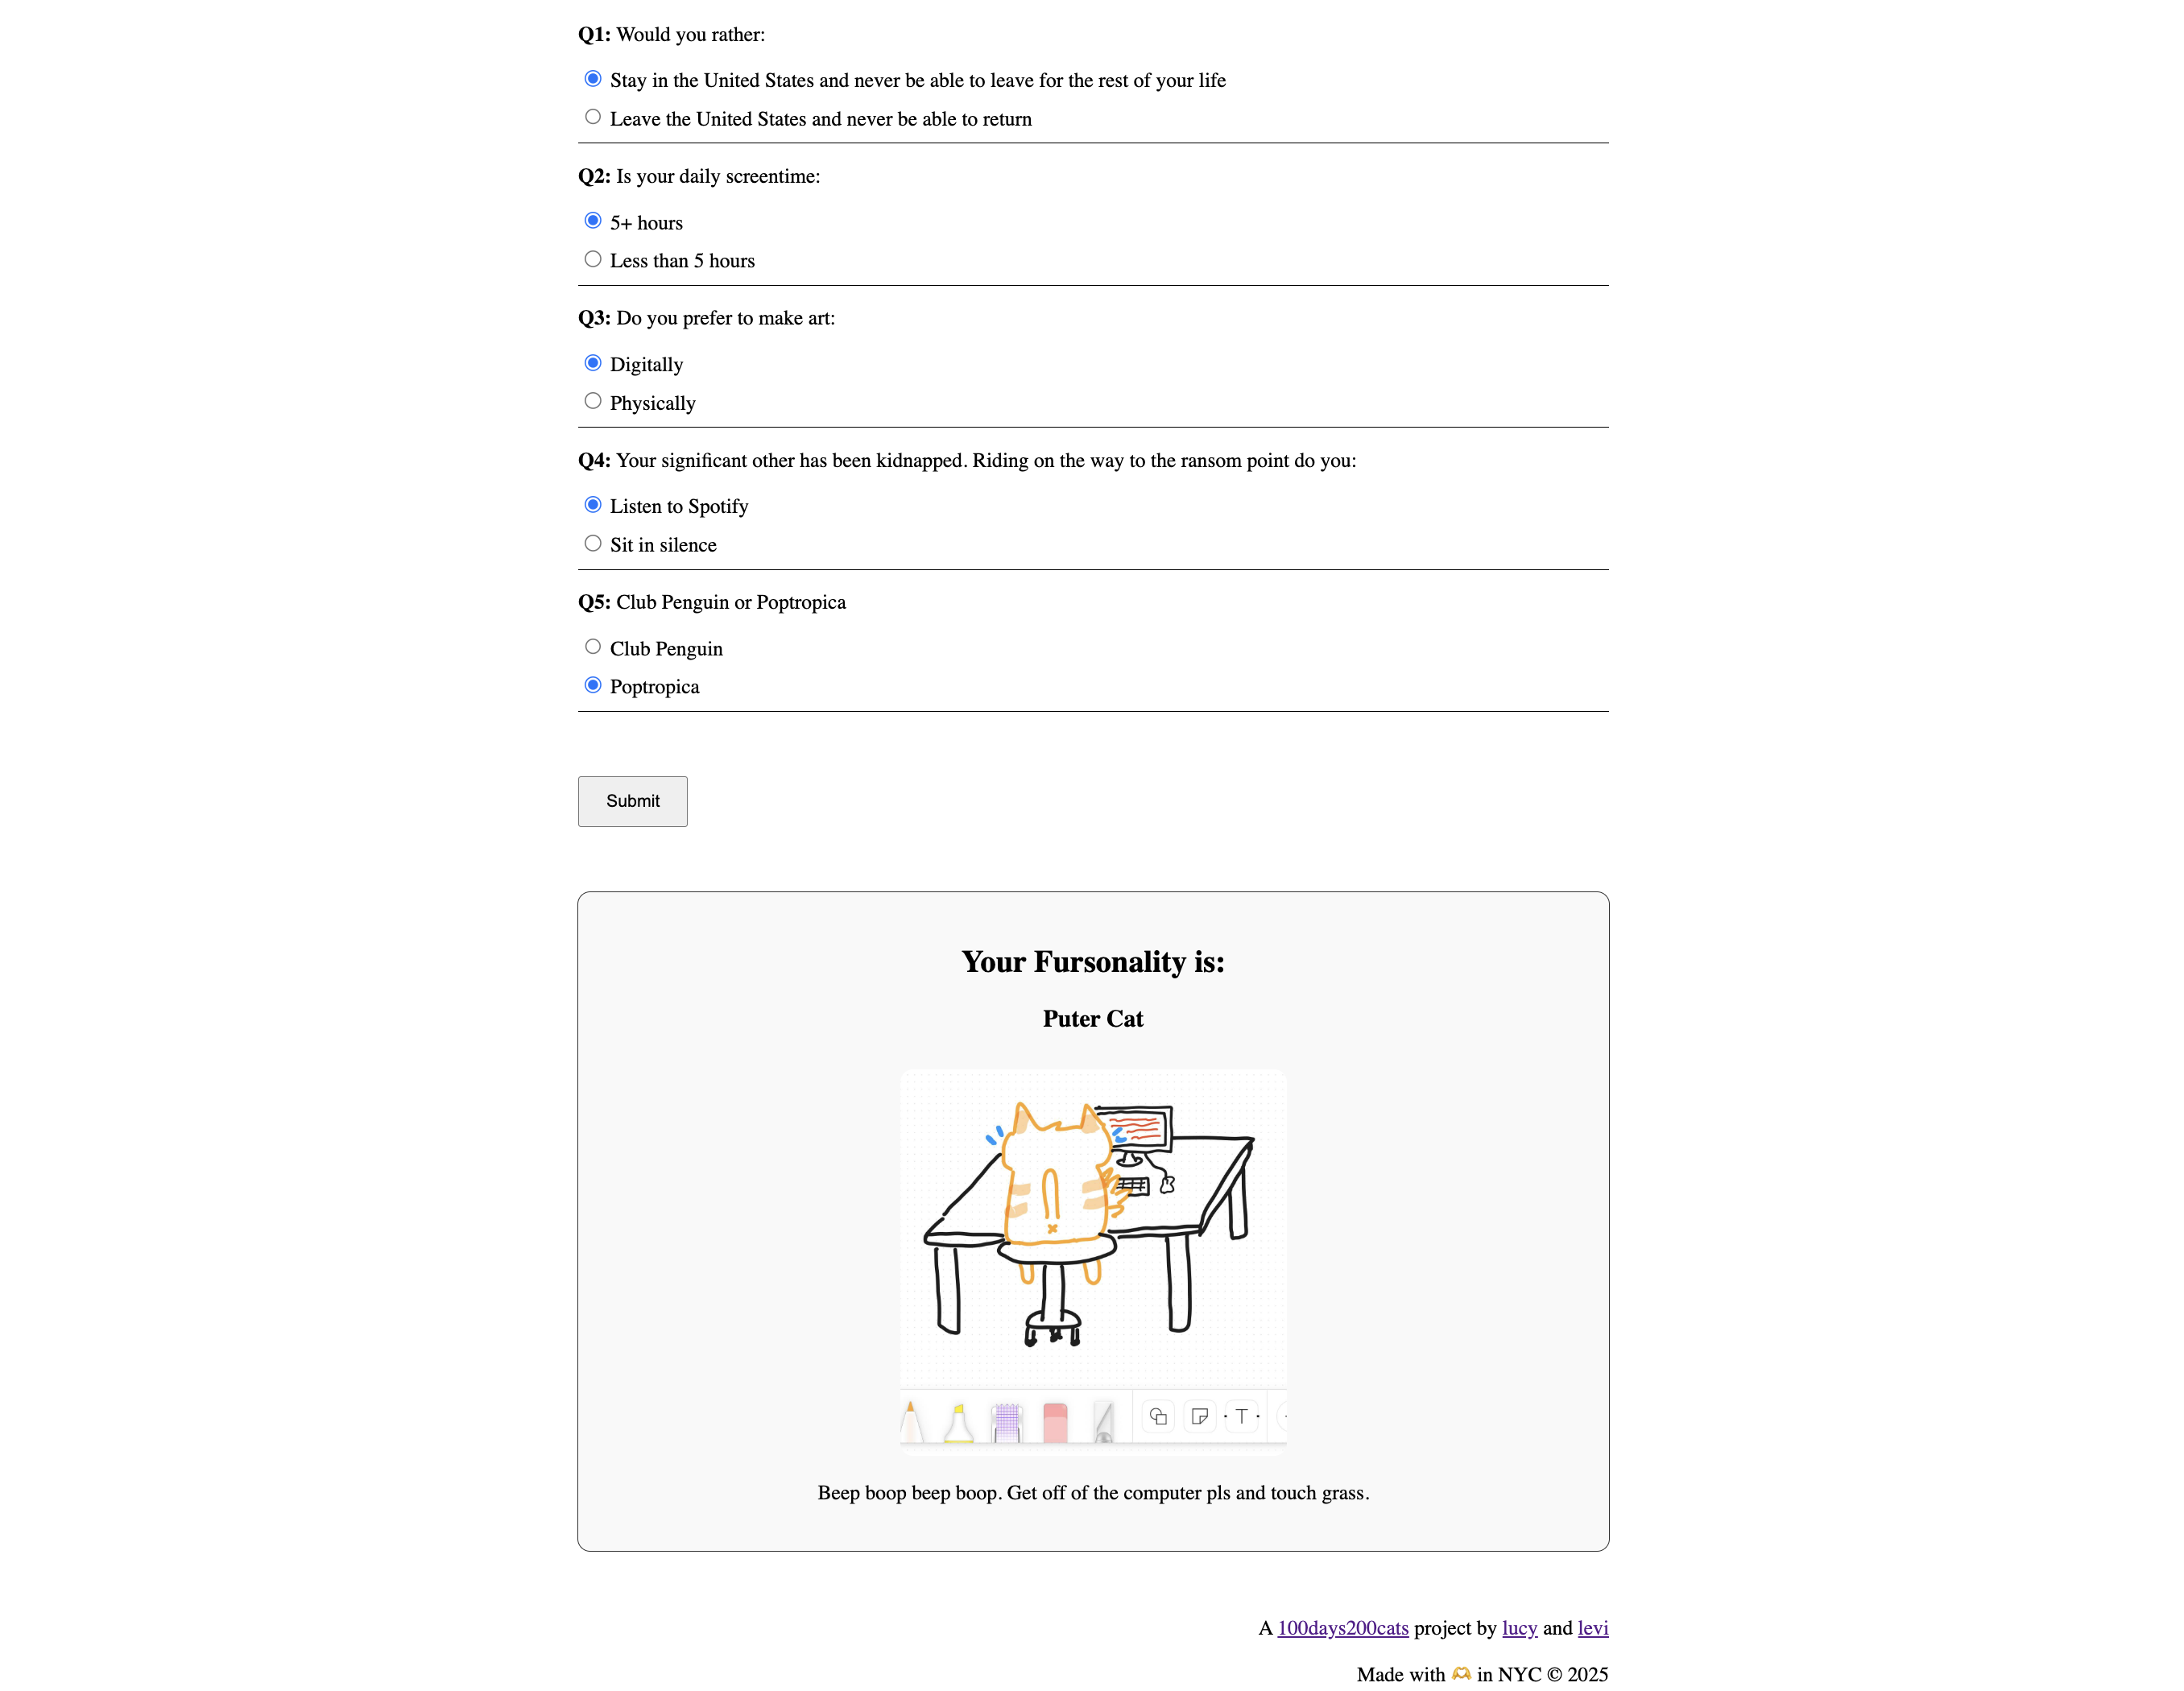 Q1: Would you rather:
Stay in the United States and never be able to leave for the rest of your life
Leave the United States and never be able to return
Q2: Is your daily screentime:
5+ hours
Less than 5 hours
Q3: Do you prefer to make art:
Digitally
Physically
Q4: Your significant other has been kidnapped. Riding on the way to the ransom point do you:
Listen to Spotify
Sit in silence
Q5: Club Penguin or Poptropica
Club Penguin
Poptropica
Submit
Your Fursonality is:
Puter Cat
T
Beep boop beep boop. Get off of the computer pls and touch grass.
A 100days200cats project by lucy and levi
Made with 🫶 in NYC © 2025